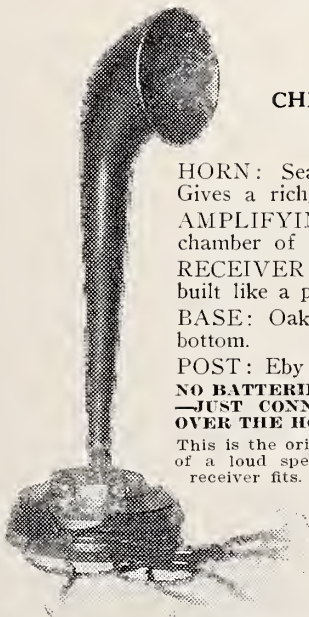 CH
HORN: Sea
Gives a rich,
AMPLIFYIN
chamber of
RECEIVER
built like a p
BASE: Oak
bottom.
POST: Eby
NO BATTERI
—JUST CONN
OVER THE HO
This is the ori
of a loud spe
receiver fits.